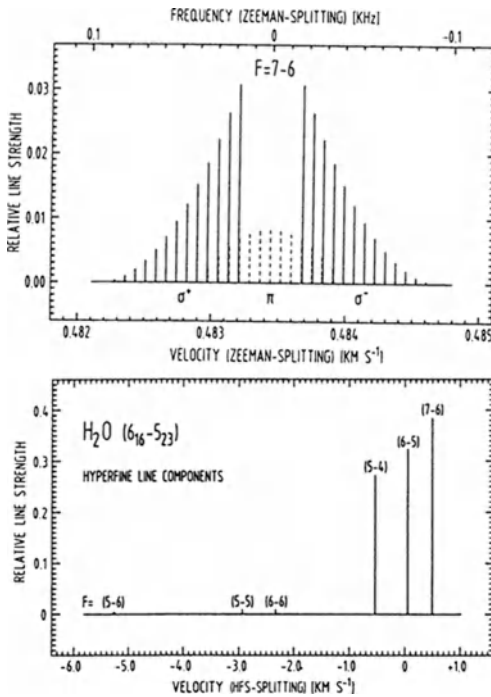 FREQUENCY (ZEEMAN-SPLITTING) [KHz]
0.1 0 -0.1
F=7-6
RELATIVE LINE STRENGTH
0.03
0.02
0.01
0.00
σ⁺ π σ⁻
0.482 0.483 0.484 0.485
VELOCITY (ZEEMAN-SPLITTING) [KM S⁻¹]
RELATIVE LINE STRENGTH
0.4
0.3
0.2
0.1
0
H₂O (6₁₆-5₂₃)
HYPERFINE LINE COMPONENTS
(7-6)
(6-5)
(5-4)
F= (5-6) (5-5) (6-6)
-6.0 -5.0 -4.0 -3.0 -2.0 -1.0 0 +1.0
VELOCITY (HFS-SPLITTING) [KM S⁻¹]